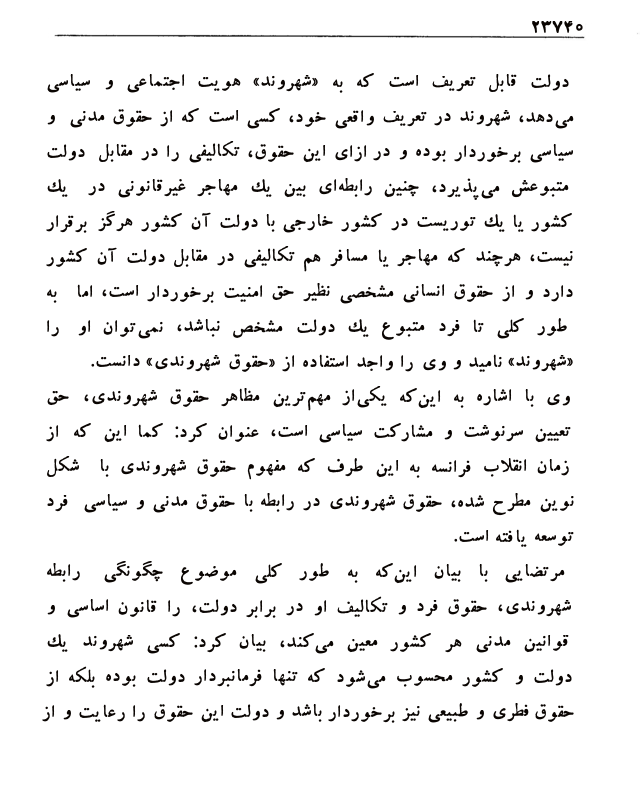 ۲۳۷۴۰
دولت قابل تعریف است که به «شهروند» هویت اجتماعی و سیاسی
می‌دهد، شهروند در تعریف واقعی خود، کسی است که از حقوق مدنی و
سیاسی برخوردار بوده و در ازای این حقوق، تکالیفی را در مقابل دولت
متبوعش می‌پذیرد، چنین رابطه‌ای بین یك مهاجر غیرقانونی در یك
کشور یا یك توریست در کشور خارجی با دولت آن کشور هرگز برقرار
نیست، هرچند که مهاجر یا مسافر هم تکالیفی در مقابل دولت آن کشور
دارد و از حقوق انسانی مشخصی نظیر حق امنیت برخوردار است، اما به
طور کلی تا فرد متبوع یك دولت مشخص نباشد، نمی‌توان او را
«شهروند» نامید و وی را واجد استفاده از «حقوق شهروندی» دانست.
وی با اشاره به این‌که یکی‌از مهم‌ترین مظاهر حقوق شهروندی، حق
تعیین سرنوشت و مشارکت سیاسی است، عنوان کرد: کما این که از
زمان انقلاب فرانسه به این طرف که مفهوم حقوق شهروندی با شکل
نوین مطرح شده، حقوق شهروندی در رابطه با حقوق مدنی و سیاسی فرد
توسعه یافته است.
مرتضایی با بیان این‌که به طور کلی موضوع چگونگی رابطه
شهروندی، حقوق فرد و تکالیف او در برابر دولت، را قانون اساسی و
قوانین مدنی هر کشور معین می‌کند، بیان کرد: کسی شهروند یك
دولت و کشور محسوب می‌شود که تنها فرمانبردار دولت نبوده بلکه از
حقوق فطری و طبیعی نیز برخوردار باشد و دولت این حقوق را رعایت و از